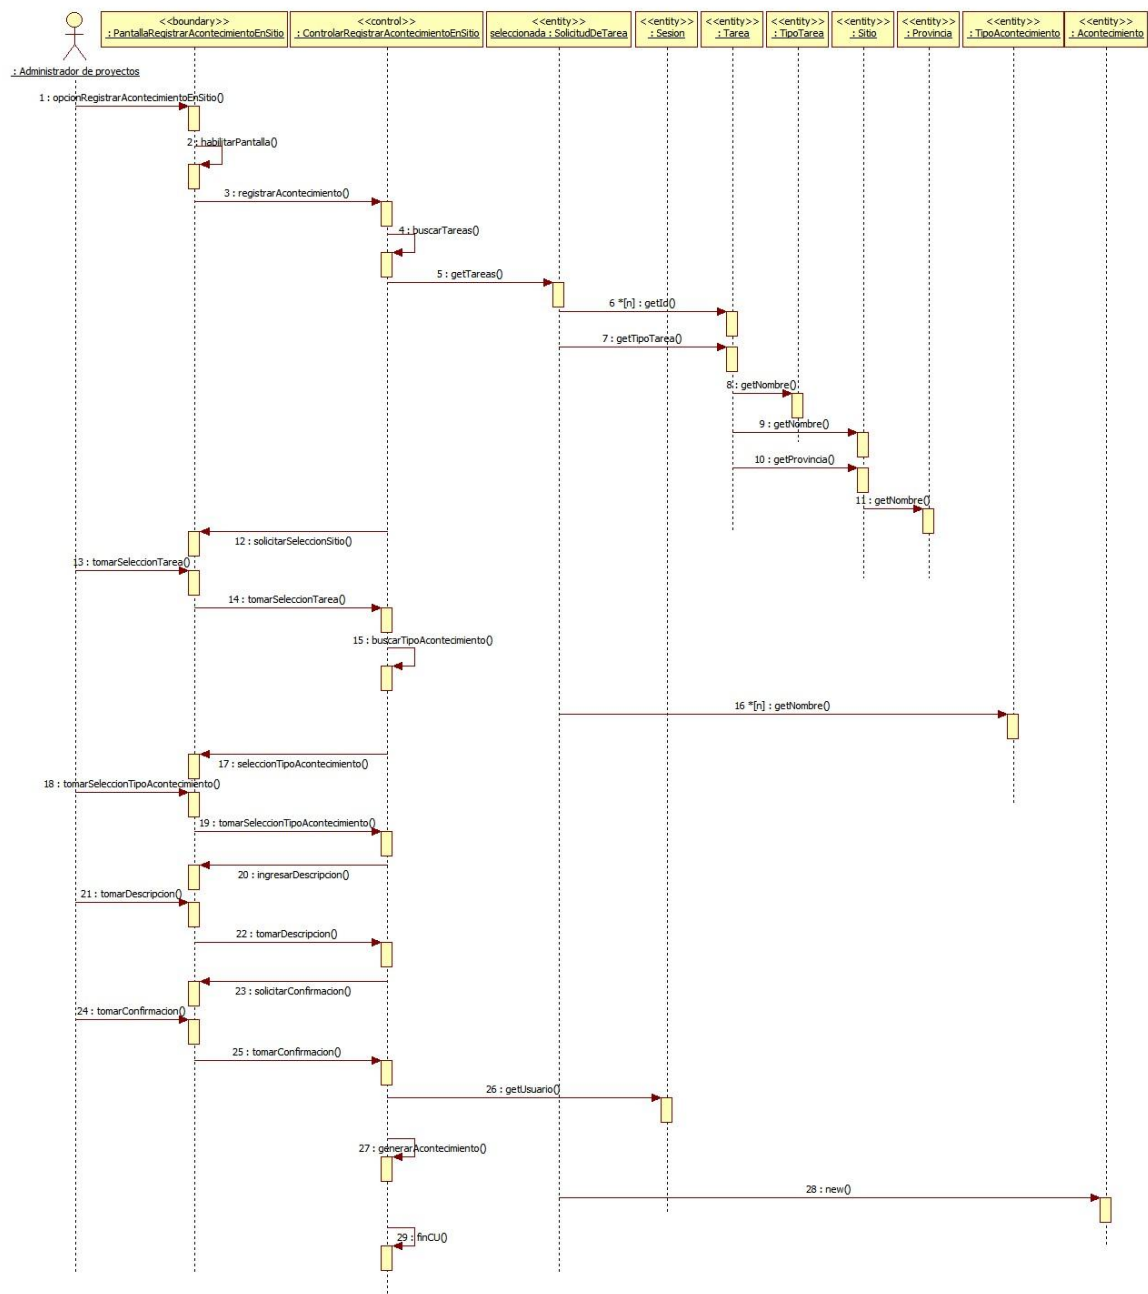 <<boundary>>
: PantallaRegistrarAcontecimientoEnSitio
<<control>>
: ControlarRegistrarAcontecimientoEnSitio
<<entity>>
seleccionada : SolicitudDeTarea
<<entity>>
: Sesion
<<entity>>
: Tarea
<<entity>>
: TipoTarea
<<entity>>
: Sitio
<<entity>>
: Provincia
<<entity>>
: TipoAcontecimiento
<<entity>>
: Acontecimiento
: Administrador de proyectos
1 : opcionRegistrarAcontecimientoEnSitio()
2 : habilitarPantalla()
3 : registrarAcontecimiento()
4 : buscarTareas()
5 : getTareas()
6 *[n] : getId()
7 : getTipoTarea()
8 : getNombre()
9 : getNombre()
10 : getProvincia()
11 : getNombre()
12 : solicitarSeleccionSitio()
13 : tomarSeleccionTarea()
14 : tomarSeleccionTarea()
15 : buscarTipoAcontecimiento()
16 *[n] : getNombre()
17 : seleccionTipoAcontecimiento()
18 : tomarSeleccionTipoAcontecimiento()
19 : tomarSeleccionTipoAcontecimiento()
20 : ingresarDescripcion()
21 : tomarDescripcion()
22 : tomarDescripcion()
23 : solicitarConfirmacion()
24 : tomarConfirmacion()
25 : tomarConfirmacion()
26 : getUsuario()
27 : generarAcontecimiento()
28 : new()
29 : finCU()